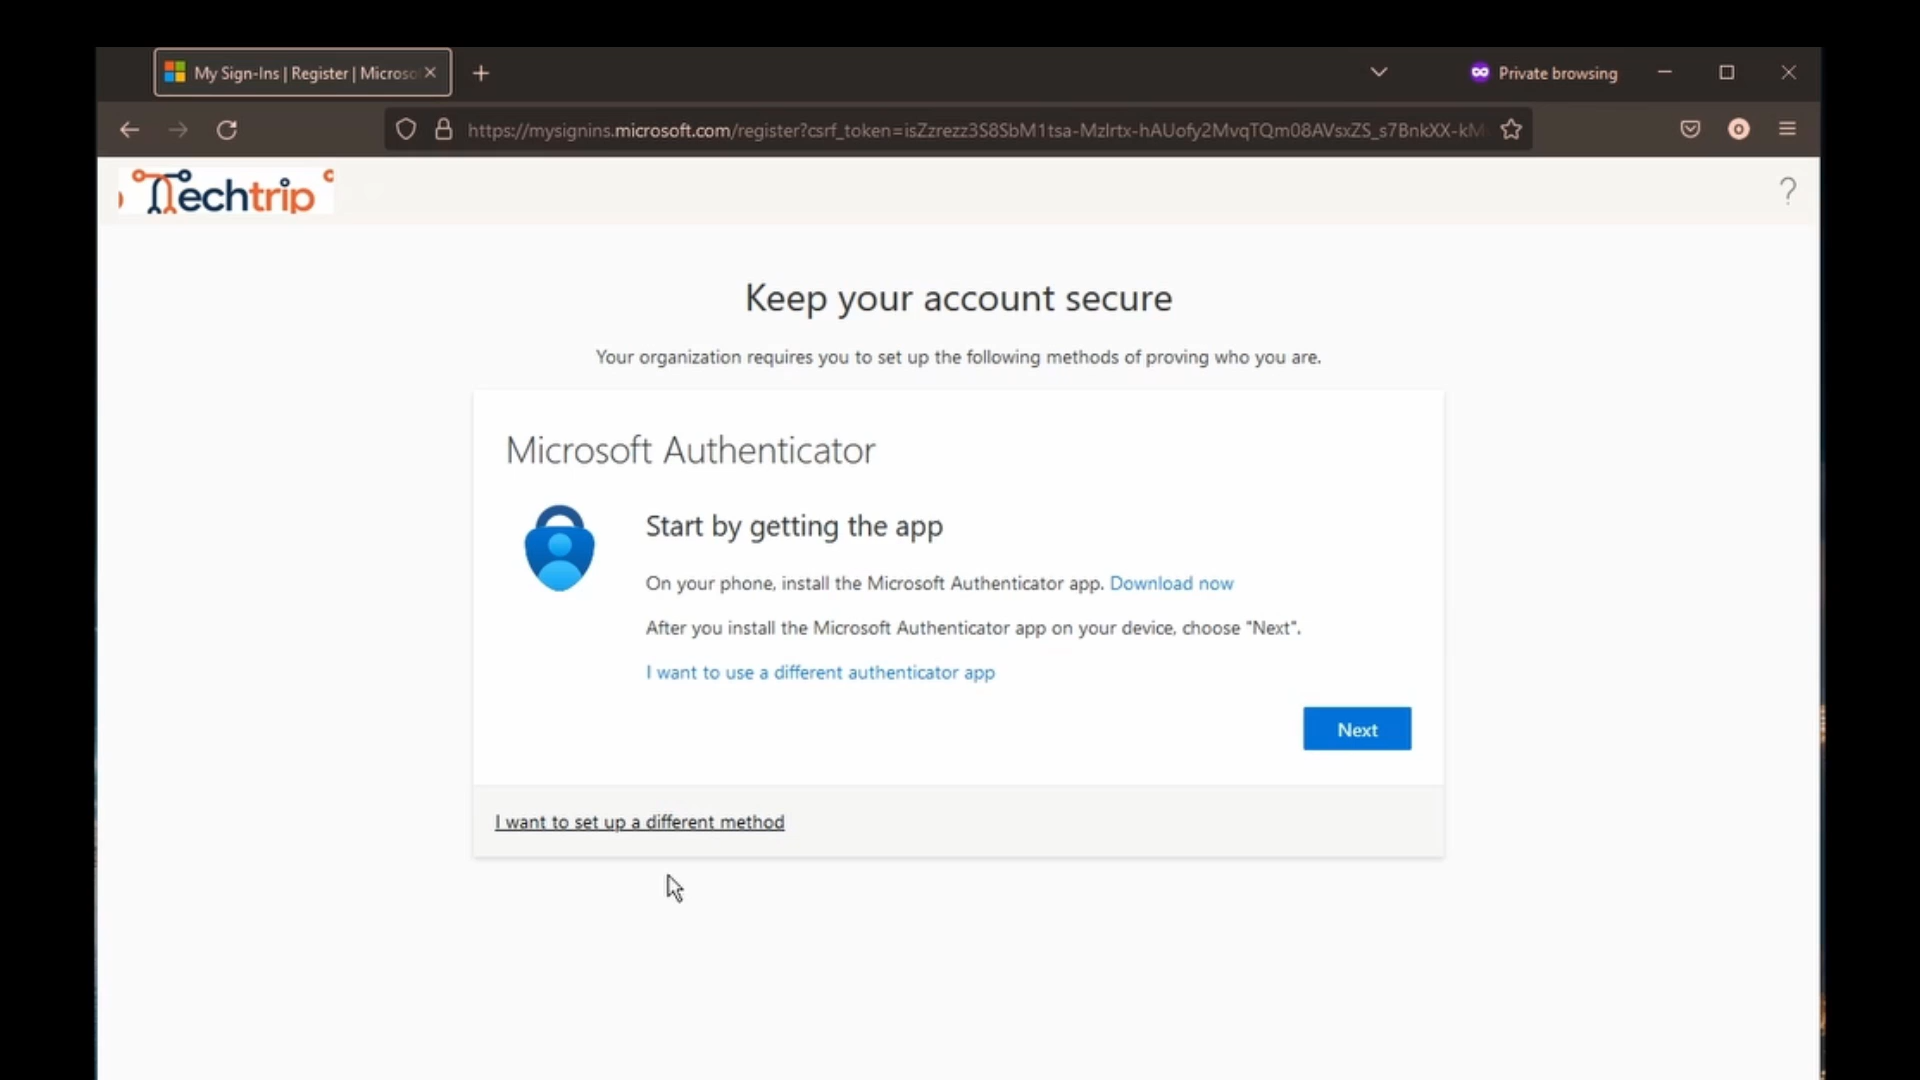 My Sign-Ins | Register | Microso
Private browsing
https://mysignins.microsoft.com/register?csrf_token=isZzrezz3S8SbM1tsa-MzIrtx-hAUofy2MvqTQm08AVsxZS_s7BnkXX-kM
Techtrip
?
Keep your account secure
Your organization requires you to set up the following methods of proving who you are.
Microsoft Authenticator
Start by getting the app
On your phone, install the Microsoft Authenticator app. Download now
After you install the Microsoft Authenticator app on your device, choose "Next".
I want to use a different authenticator app
Next
I want to set up a different method